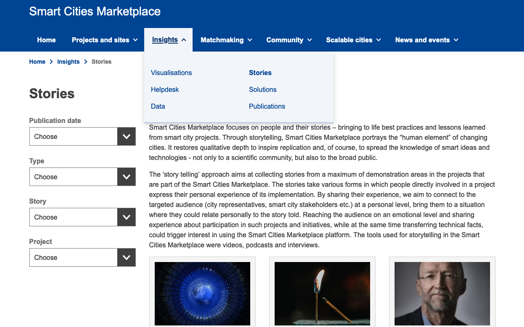 Smart Cities Marketplace
Home Projects and sites Insights Matchmaking Community Scalable cities News and events
Home > Insights > Stories
Visualisations Stories
Helpdesk Solutions
Data Publications
Stories
Publication date
Choose
Type
Choose
Story
Choose
Project
Choose
Smart Cities Marketplace focuses on people and their stories – bringing to life best practices and lessons learned
from smart city projects. Through storytelling, Smart Cities Marketplace portrays the “human element” of changing
cities. It restores qualitative depth to inspire replication and, of course, to spread the knowledge of smart ideas and
technologies - not only to a scientific community, but also to the broad public.
The ‘story telling’ approach aims at collecting stories from a maximum of demonstration areas in the projects that
are part of the Smart Cities Marketplace. The stories take various forms in which people directly involved in a project
express their personal experience of its implementation. By sharing their experience, we aim to connect to the
targeted audience (city representatives, smart city stakeholders etc.) at a personal level, bring them to a situation
where they could relate personally to the story told. Reaching the audience on an emotional level and sharing
experience about participation in such projects and initiatives, while at the same time transferring technical facts,
could trigger interest in using the Smart Cities Marketplace platform. The tools used for storytelling in the Smart
Cities Marketplace were videos, podcasts and interviews.